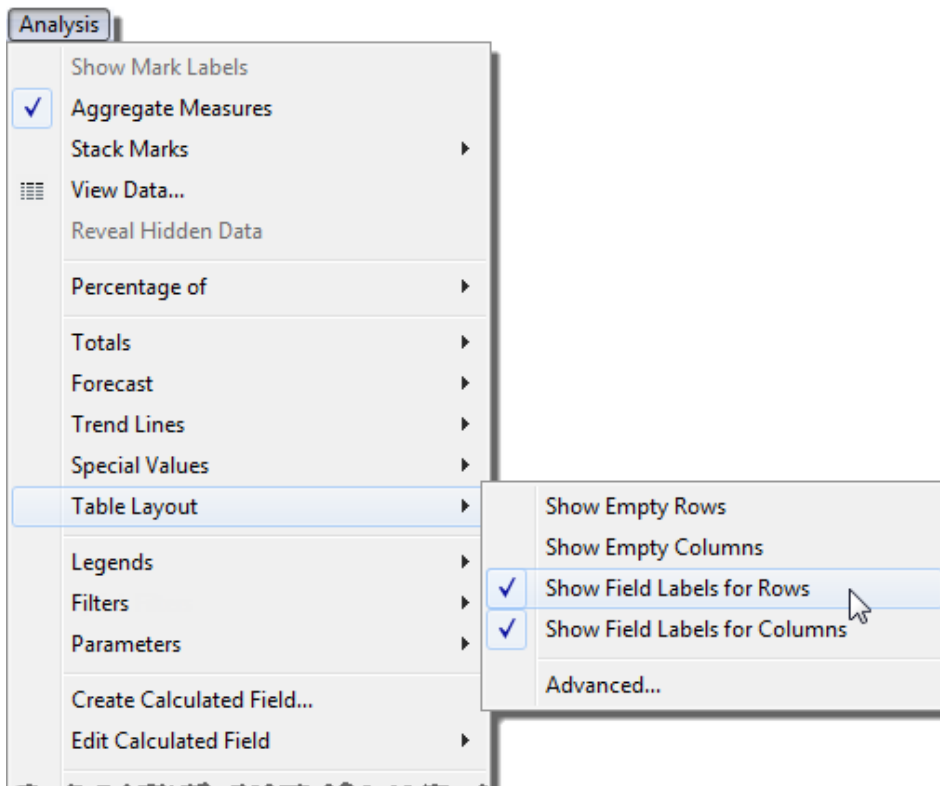 Analysis
Show Mark Labels
Aggregate Measures
Stack Marks
View Data...
Reveal Hidden Data
Percentage of
Totals
Forecast
Trend Lines
Special Values
Table Layout
Show Empty Rows
Show Empty Columns
Show Field Labels for Rows
Show Field Labels for Columns
Advanced...
Legends
Filters
Parameters
Create Calculated Field...
Edit Calculated Field